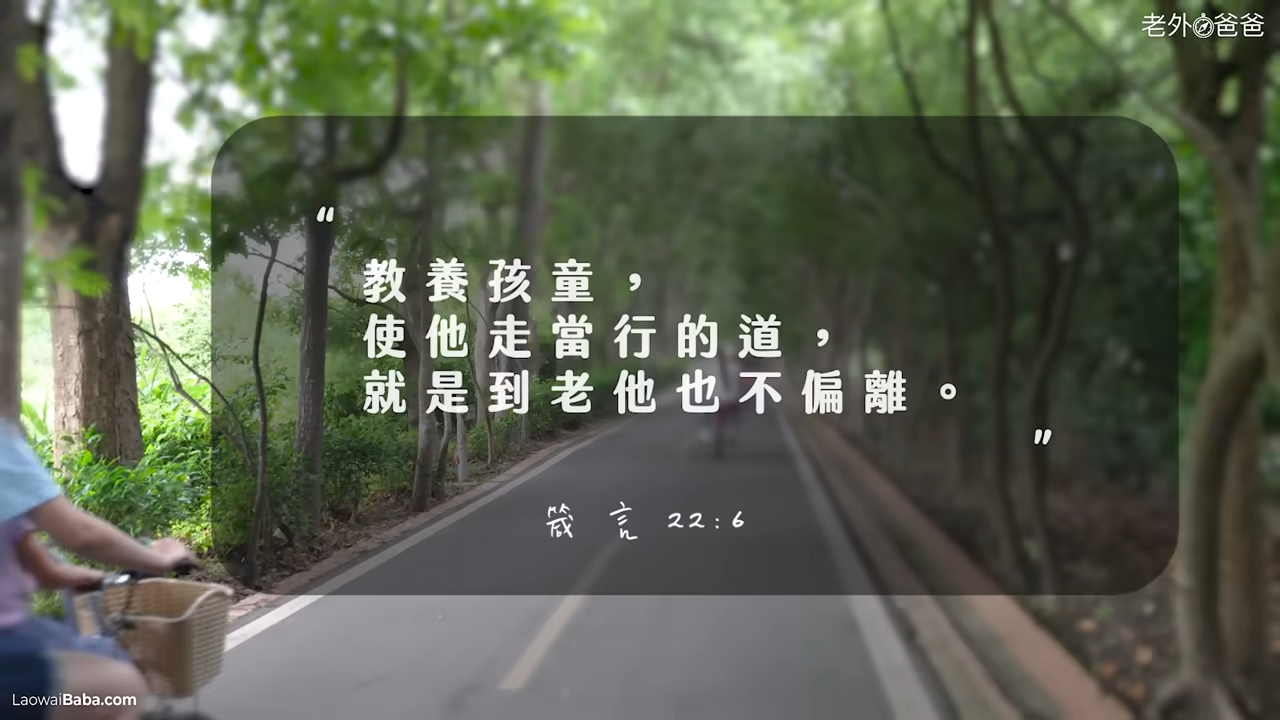 老外爸爸
“
教養孩童，
使他走當行的道，
就是到老他也不偏離。
”
箴言 22:6
LaowaiBaba.com